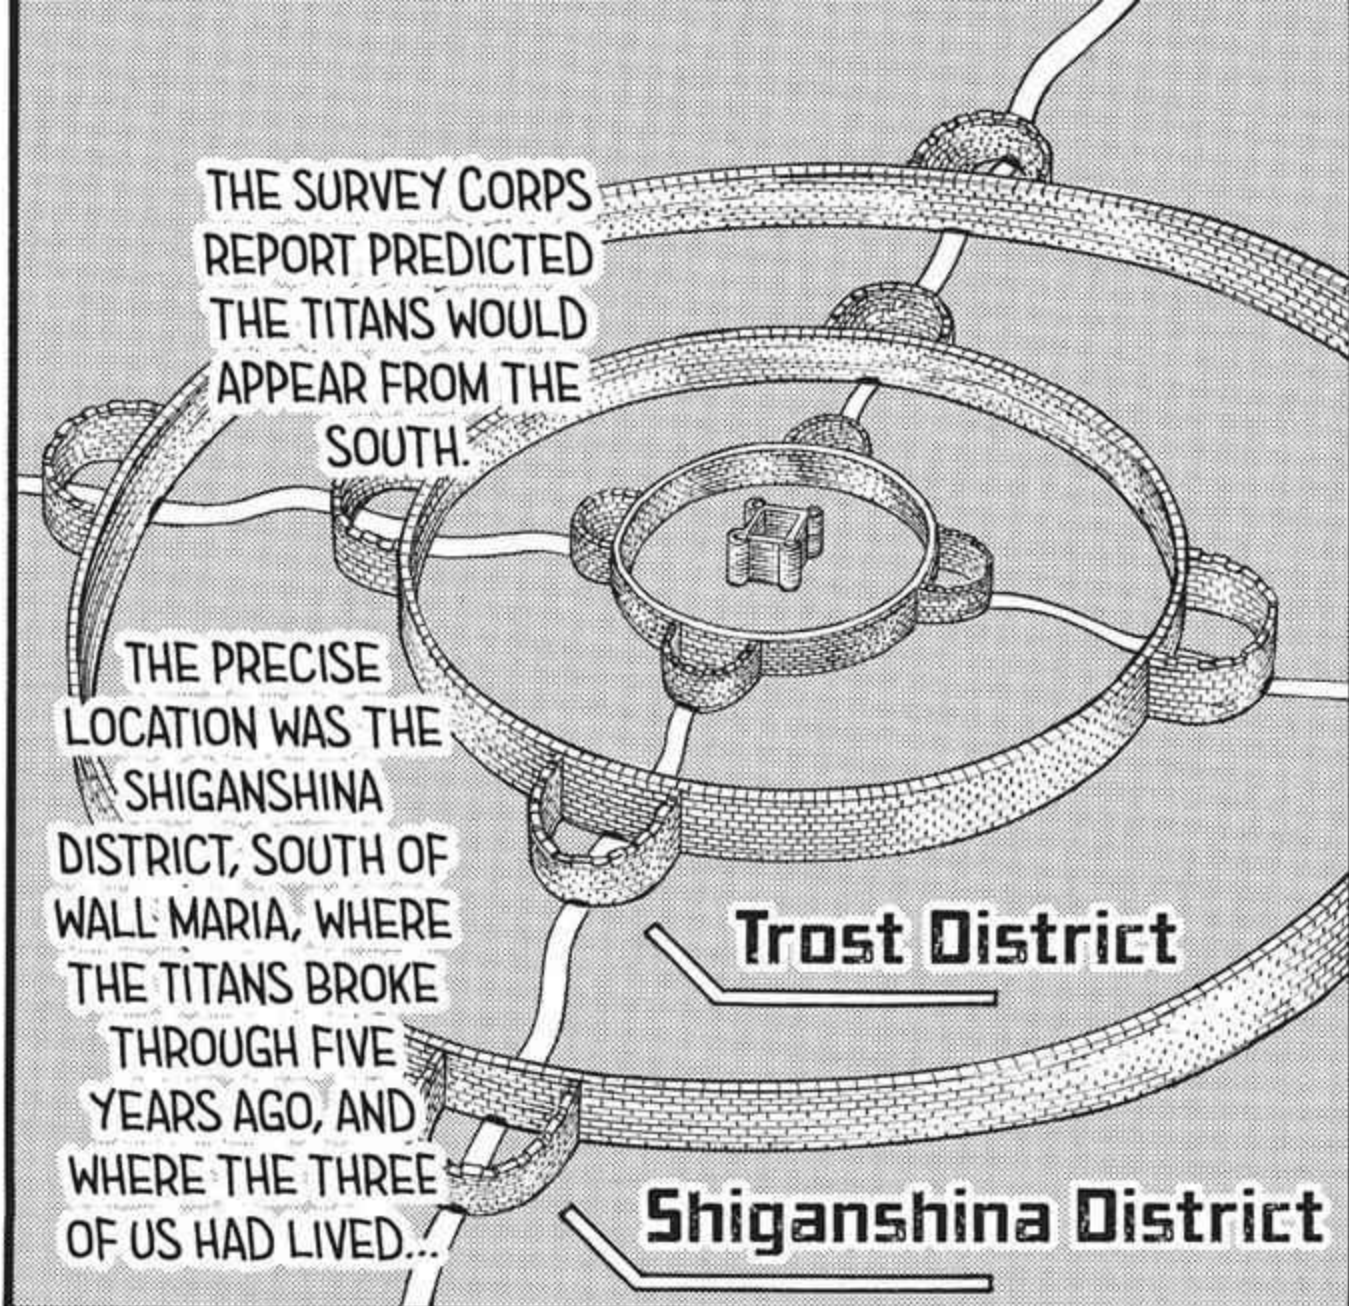 THE SURVEY CORPS
REPORT PREDICTED
THE TITANS WOULD
APPEAR FROM THE
SOUTH.
THE PRECISE
LOCATION WAS THE
SHIGANSHINA
DISTRICT, SOUTH OF
WALL MARIA, WHERE
THE TITANS BROKE
THROUGH FIVE
YEARS AGO, AND
WHERE THE THREE
OF US HAD LIVED...
Trost District
Shiganshina District